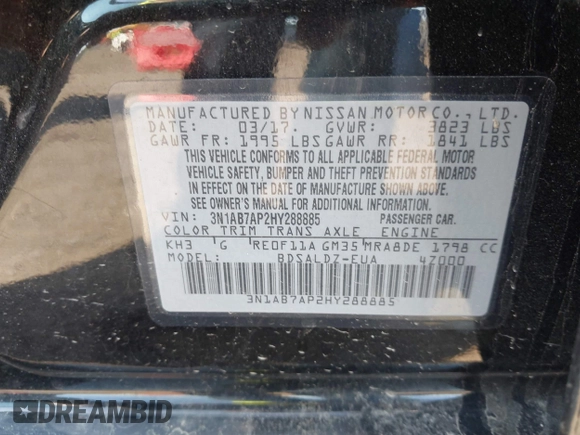 MANUFACTURED BY NISSAN MOTOR CO., LTD.
DATE: 03/17. GVWR: 3823 LBS
GAWR FR: 1995 LBS GAWR RR: 1841 LBS
THIS VEHICLE CONFORMS TO ALL APPLICABLE FEDERAL MOTOR
VEHICLE SAFETY, BUMPER AND THEFT PREVENTION STANDARDS
IN EFFECT ON THE DATE OF MANUFACTURE SHOWN ABOVE.
SEE OWNER'S MANUAL FOR ADDITIONAL INFORMATION
VIN: 3N1AB7AP2HY288885 PASSENGER CAR.
COLOR TRIM TRANS AXLE ENGINE
KH3 G RE0F11A GM35 MRA8DE 1798 CC
MODEL: BDSALDZ-EUA 4Z000
3N1AB7AP2HY288885
DREAMBID